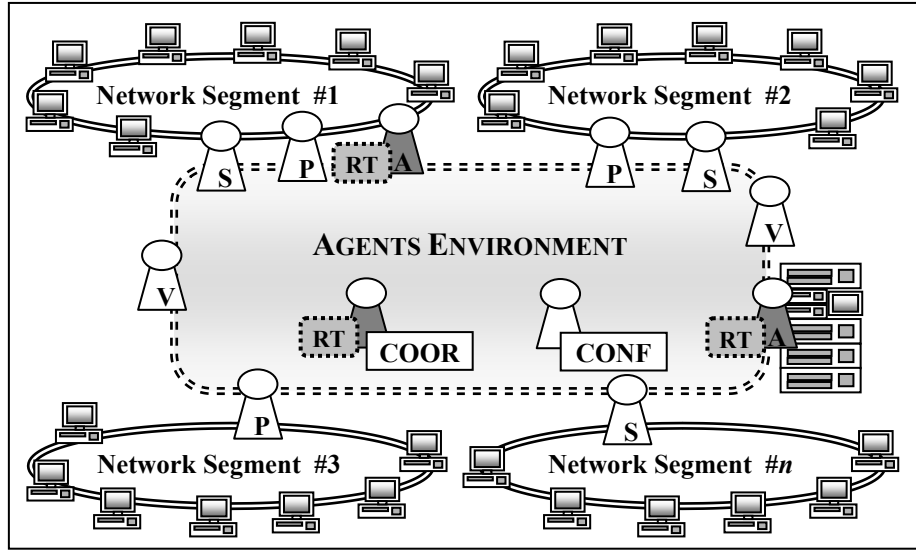 Network Segment #1
Network Segment #2
S
P
RT
A
P
S
V
AGENTS ENVIRONMENT
V
RT
COOR
CONF
RT
A
P
S
Network Segment #3
Network Segment #n